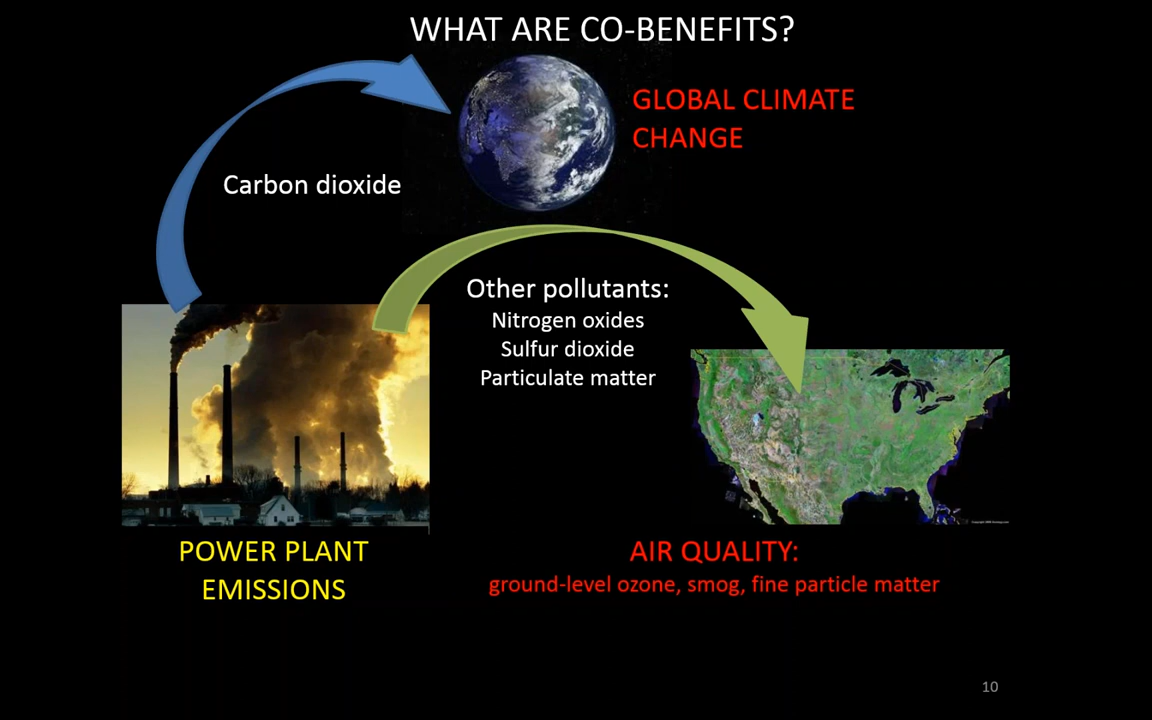 WHAT ARE CO-BENEFITS?
GLOBAL CLIMATE
CHANGE
Carbon dioxide
Other pollutants:
Nitrogen oxides
Sulfur dioxide
Particulate matter
POWER PLANT
EMISSIONS
AIR QUALITY:
ground-level ozone, smog, fine particle matter
10